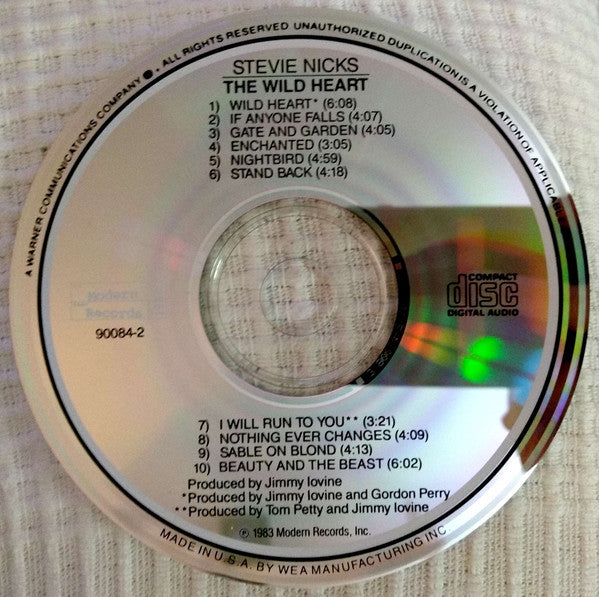 A WARNER COMMUNICATIONS COMPANY ● . ALL RIGHTS RESERVED UNAUTHORIZED DUPLICATION IS A VIOLATION OF APPLICABLE
STEVIE NICKS
THE WILD HEART
1) WILD HEART* (6:08)
2) IF ANYONE FALLS (4:07)
3) GATE AND GARDEN (4:05)
4) ENCHANTED (3:05)
5) NIGHTBIRD (4:59)
6) STAND BACK (4:18)
Modern
Records
90084-2
COMPACT
disc
DIGITAL AUDIO
7) I WILL RUN TO YOU** (3:21)
8) NOTHING EVER CHANGES (4:09)
9) SABLE ON BLOND (4:13)
10) BEAUTY AND THE BEAST (6:02)
Produced by Jimmy Iovine
*Produced by Jimmy Iovine and Gordon Perry
**Produced by Tom Petty and Jimmy Iovine
℗ 1983 Modern Records, Inc.
MADE IN U.S.A. BY WEA MANUFACTURING INC.